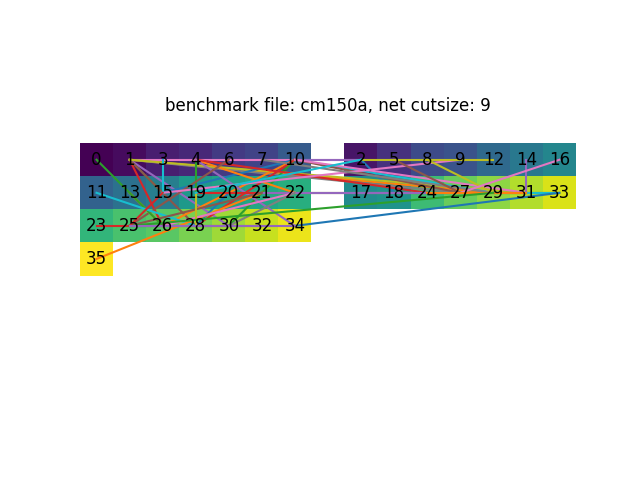 benchmark file: cm150a, net cutsize: 9
0 1 3 4 6 7 10 2 5 8 9 12 14 16
11 13 15 19 20 21 22 17 18 24 27 29 31 33
23 25 26 28 30 32 34
35